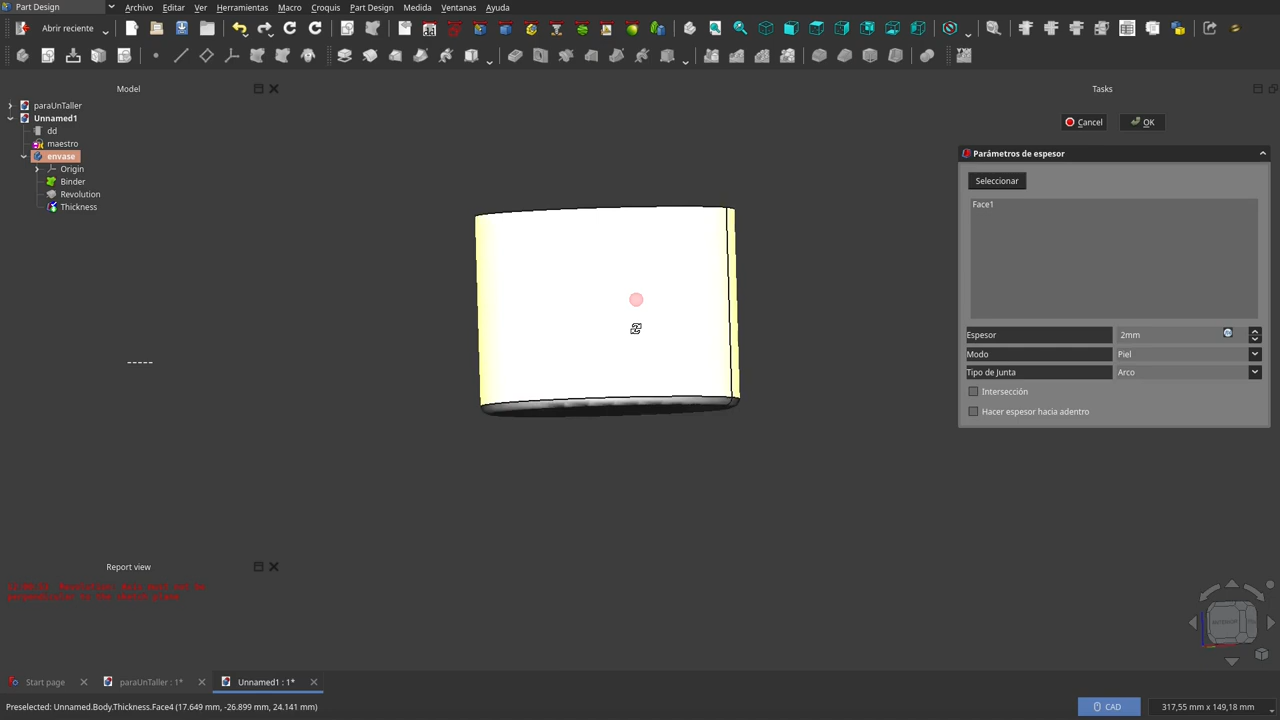 Part Design
Archivo
Editar
Ver
Herramientas
Macro
Croquis
Part Design
Medida
Ventanas
Ayuda
Abrir reciente
Model
Tasks
paraUnTaller
Unnamed1
dd
maestro
envase
Origin
Binder
Revolution
Thickness
Cancel
OK
Parámetros de espesor
Seleccionar
Face1
Espesor
2mm
Modo
Piel
Tipo de Junta
Arco
Intersección
Hacer espesor hacia adentro
Report view
Start page
paraUnTaller : 1*
Unnamed1 : 1*
Preselected: Unnamed.Body.Thickness.Face4 (17.649 mm, -26.899 mm, 24.141 mm)
CAD
317,55 mm x 149,18 mm